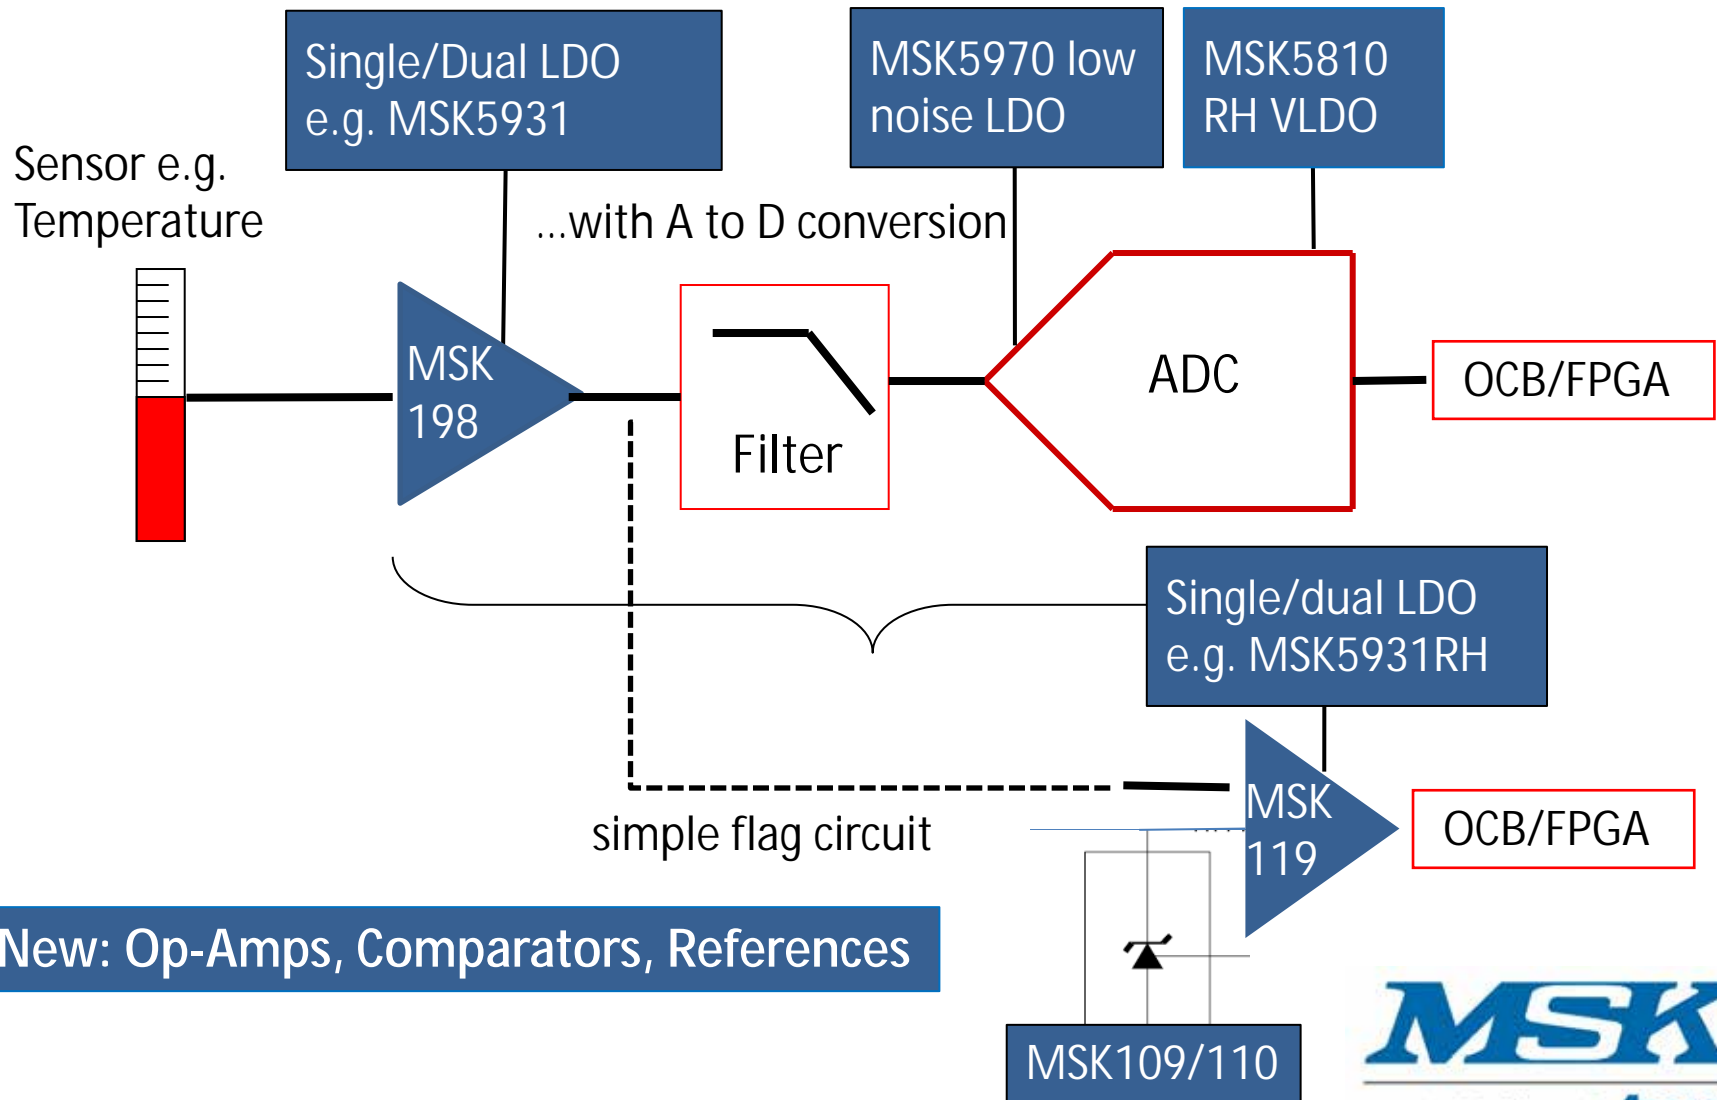 Single/Dual LDO
e.g. MSK5931
MSK5970 low
noise LDO
MSK5810
RH VLDO
Sensor e.g.
Temperature
...with A to D conversion
MSK
198
Filter
ADC
OCB/FPGA
Single/dual LDO
e.g. MSK5931RH
simple flag circuit
MSK
119
OCB/FPGA
New: Op-Amps, Comparators, References
MSK109/110
MSK